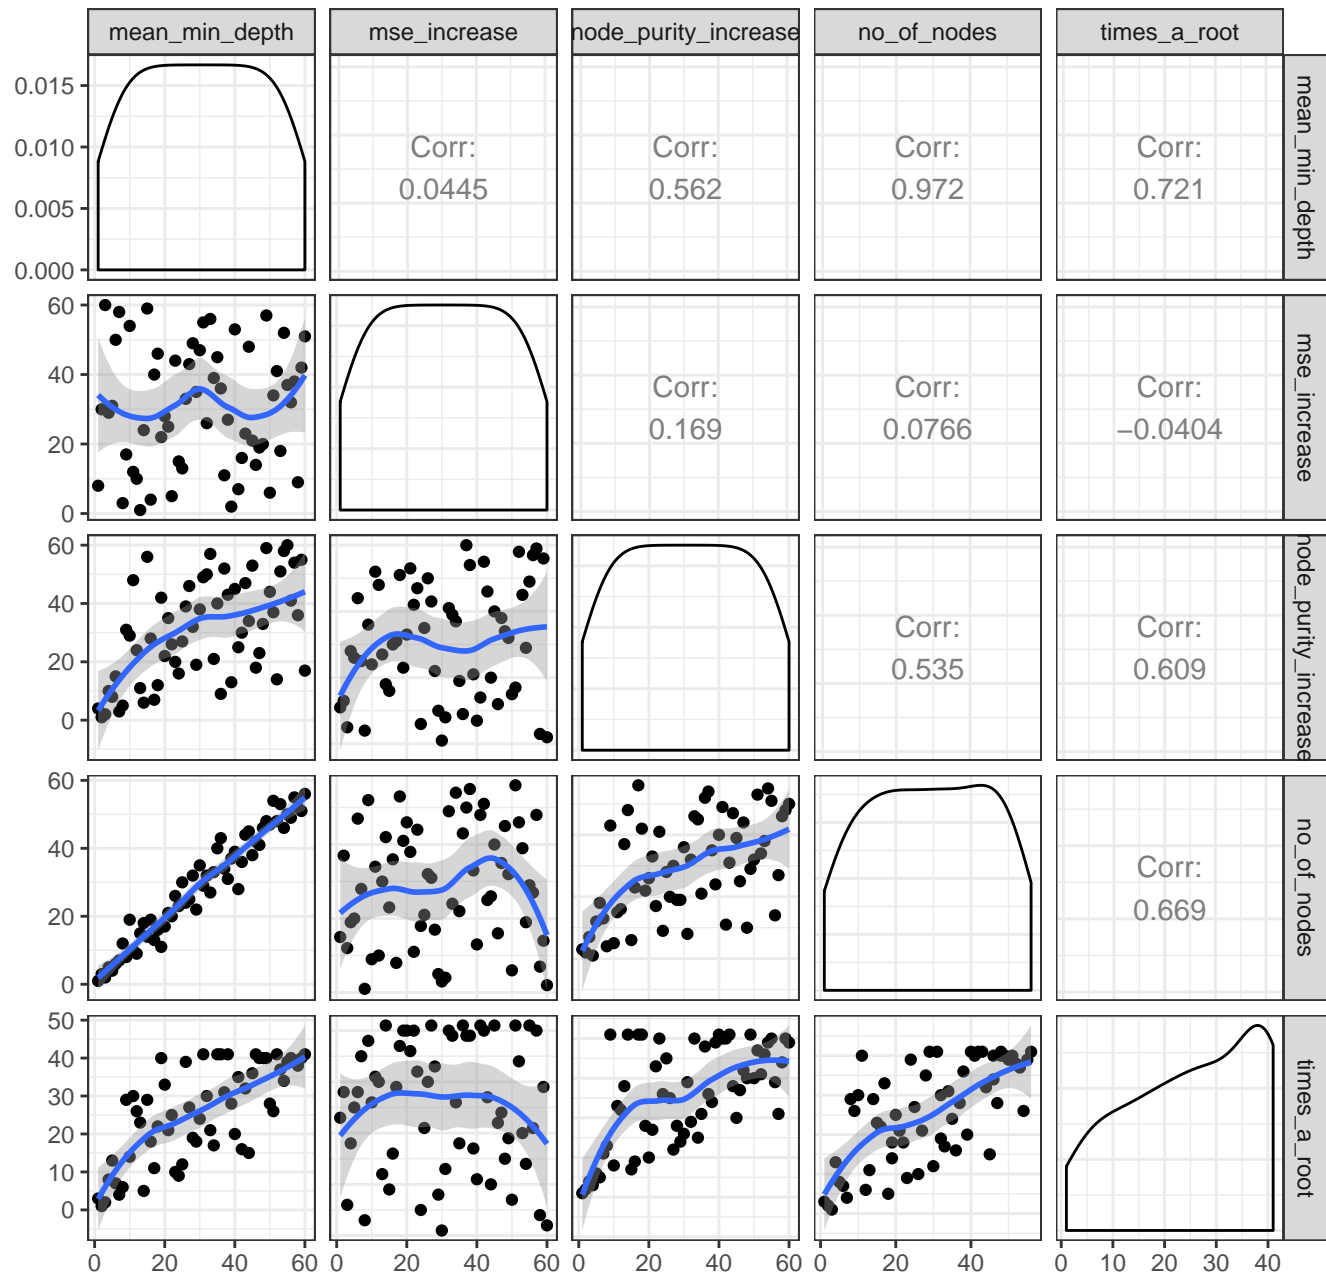 mean_min_depth mse_increase node_purity_increase no_of_nodes times_a_root
0.015
0.010
0.005
0.000
Corr:
0.0445
Corr:
0.562
Corr:
0.972
Corr:
0.721
mean_min_depth
60
40
20
0
Corr:
0.169
Corr:
0.0766
Corr:
−0.0404
mse_increase
60
40
20
0
Corr:
0.535
Corr:
0.609
node_purity_increase
60
40
20
0
Corr:
0.669
no_of_nodes
50
40
30
20
10
0
times_a_root
0 20 40 60
0 20 40 60
0 20 40 60
0 20 40
0 10 20 30 40